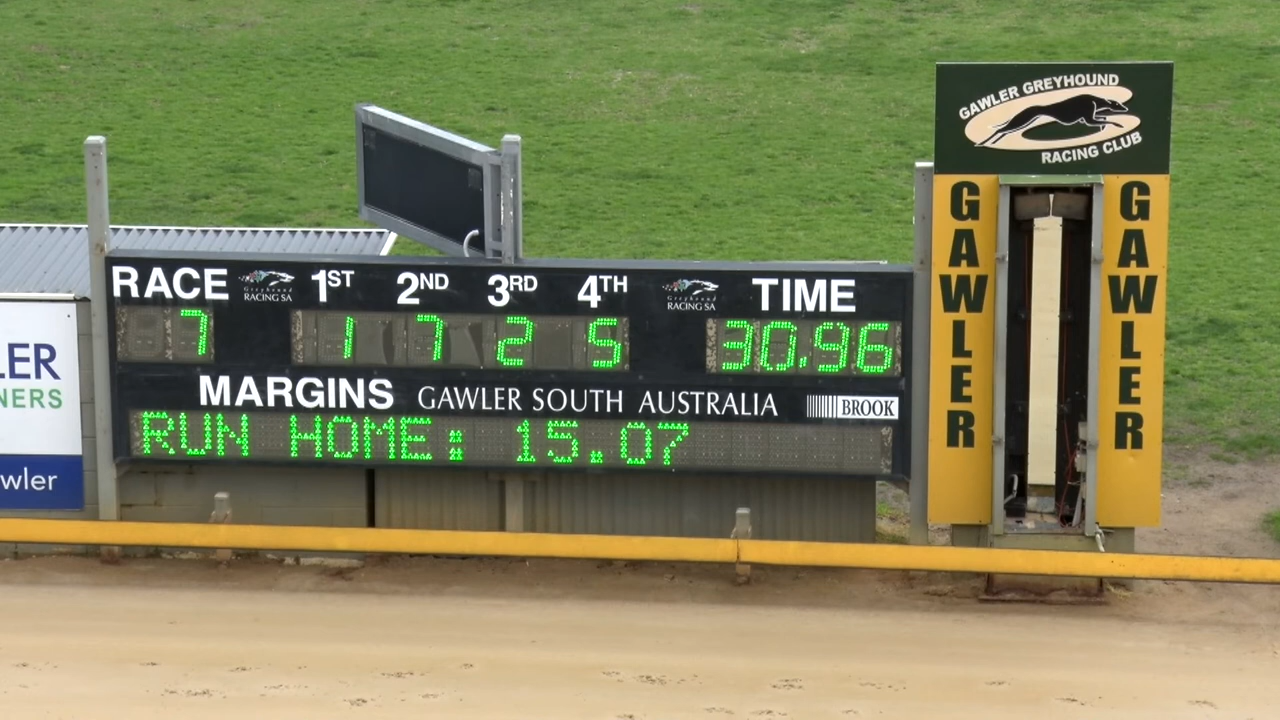 GAWLER GREYHOUND
RACING CLUB
RACE Greyhound RACING SA 1ST 2ND 3RD 4TH Greyhound RACING SA TIME
7 1 7 2 5 30.96
MARGINS GAWLER SOUTH AUSTRALIA BROOK
RUN HOME: 15.07
GAWLER
GAWLER
LER
NERS
wler